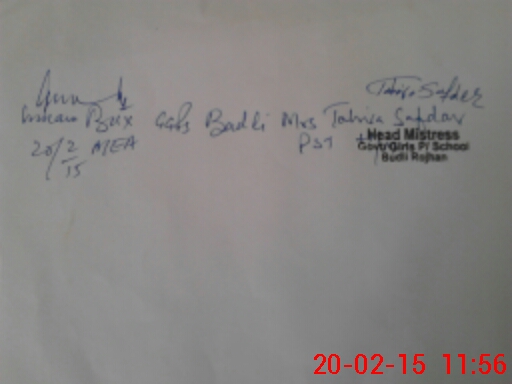 Tahira Safdar
Bux GGPS Badli Mrs Tahira Safdar
20/2/15 MEA PST
Head Mistress
Govt Girls P/ School
Budli Rojhan
20-02-15 11:56